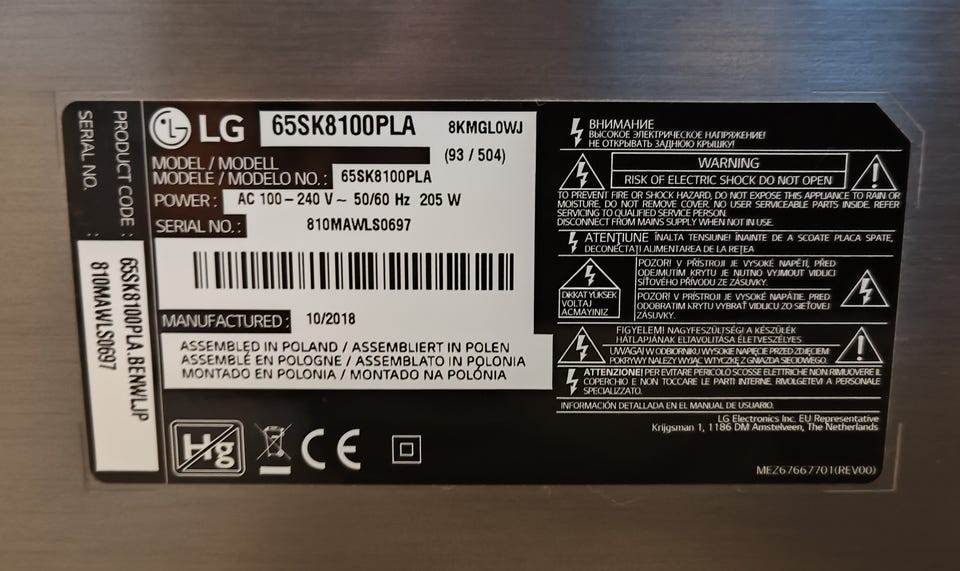 SERIAL NO. :
PRODUCT CODE :
65SK8100PLA.BENWLJP
810MAWLS0697
LG 65SK8100PLA 8KMGL0WJ
(93 / 504)
MODEL / MODELL
MODELE / MODELO NO. : 65SK8100PLA
POWER : AC 100-240 V ~ 50/60 Hz 205 W
SERIAL NO. : 810MAWLS0697
MANUFACTURED : 10/2018
ASSEMBLED IN POLAND / ASSEMBLIERT IN POLEN
ASSEMBLÉ EN POLOGNE / ASSEMBLATO IN POLONIA
MONTADO EN POLONIA / MONTADO NA POLÓNIA
Hg
CE
ВНИМАНИЕ
ВЫСОКОЕ ЭЛЕКТРИЧЕСКОЕ НАПРЯЖЕНИЕ!
НЕ ОТКРЫВАТЬ ЗАДНЮЮ КРЫШКУ!
WARNING
RISK OF ELECTRIC SHOCK DO NOT OPEN
TO PREVENT FIRE OR SHOCK HAZARD, DO NOT EXPOSE THIS APPLIANCE TO RAIN OR
MOISTURE. DO NOT REMOVE COVER. NO USER SERVICEABLE PARTS INSIDE. REFER
SERVICING TO QUALIFIED SERVICE PERSON.
DISCONNECT FROM MAINS SUPPLY WHEN NOT IN USE.
ATENŢIUNE ÎNALTA TENSIUNE! ÎNAINTE DE A SCOATE PLACA SPATE,
DECONECTAŢI ALIMENTAREA DE LA REŢEA
DIKKAT YÜKSEK
VOLTAJ
AÇMAYINIZ
POZOR! V PŘÍSTROJI JE VYSOKÉ NAPĚTÍ, PŘED
ODEJMUTÍM KRYTU JE NUTNO VYJMOUT VIDLICI
SÍŤOVÉHO PŘÍVODU ZE ZÁSUVKY.
POZOR! V PRÍSTROJI JE VYSOKÉ NAPÄTIE. PRED
ODOBRATÍM KRYTU VYBRAŤ VIDLICU ZO SIEŤOVEJ
ZÁSUVKY.
FIGYELEM! NAGYFESZÜLTSÉGŰ A KÉSZÜLÉK
HÁTLAPJÁNAK ELTÁVOLÍTÁSA ÉLETVESZÉLYES
UWAGA! W ODBIORNIKU WYSOKIE NAPIĘCIE PRZED ZDJĘCIEM
POKRYWY NALEŻY WYJĄĆ WTYCZKĘ Z GNIAZDA SIECIOWEGO.
ATTENZIONE! PER EVITARE PERICOLO SCOSSE ELETTRICHE NON RIMUOVERE IL
COPERCHIO E NON TOCCARE LE PARTI INTERNE. RIVOLGETEVI A PERSONALE
SPECIALIZZATO.
INFORMACIÓN DETALLADA EN EL MANUAL DE USUARIO.
LG Electronics Inc. EU Representative
Krijgsman 1, 1186 DM Amstelveen, The Netherlands
MEZ67667701(REV00)